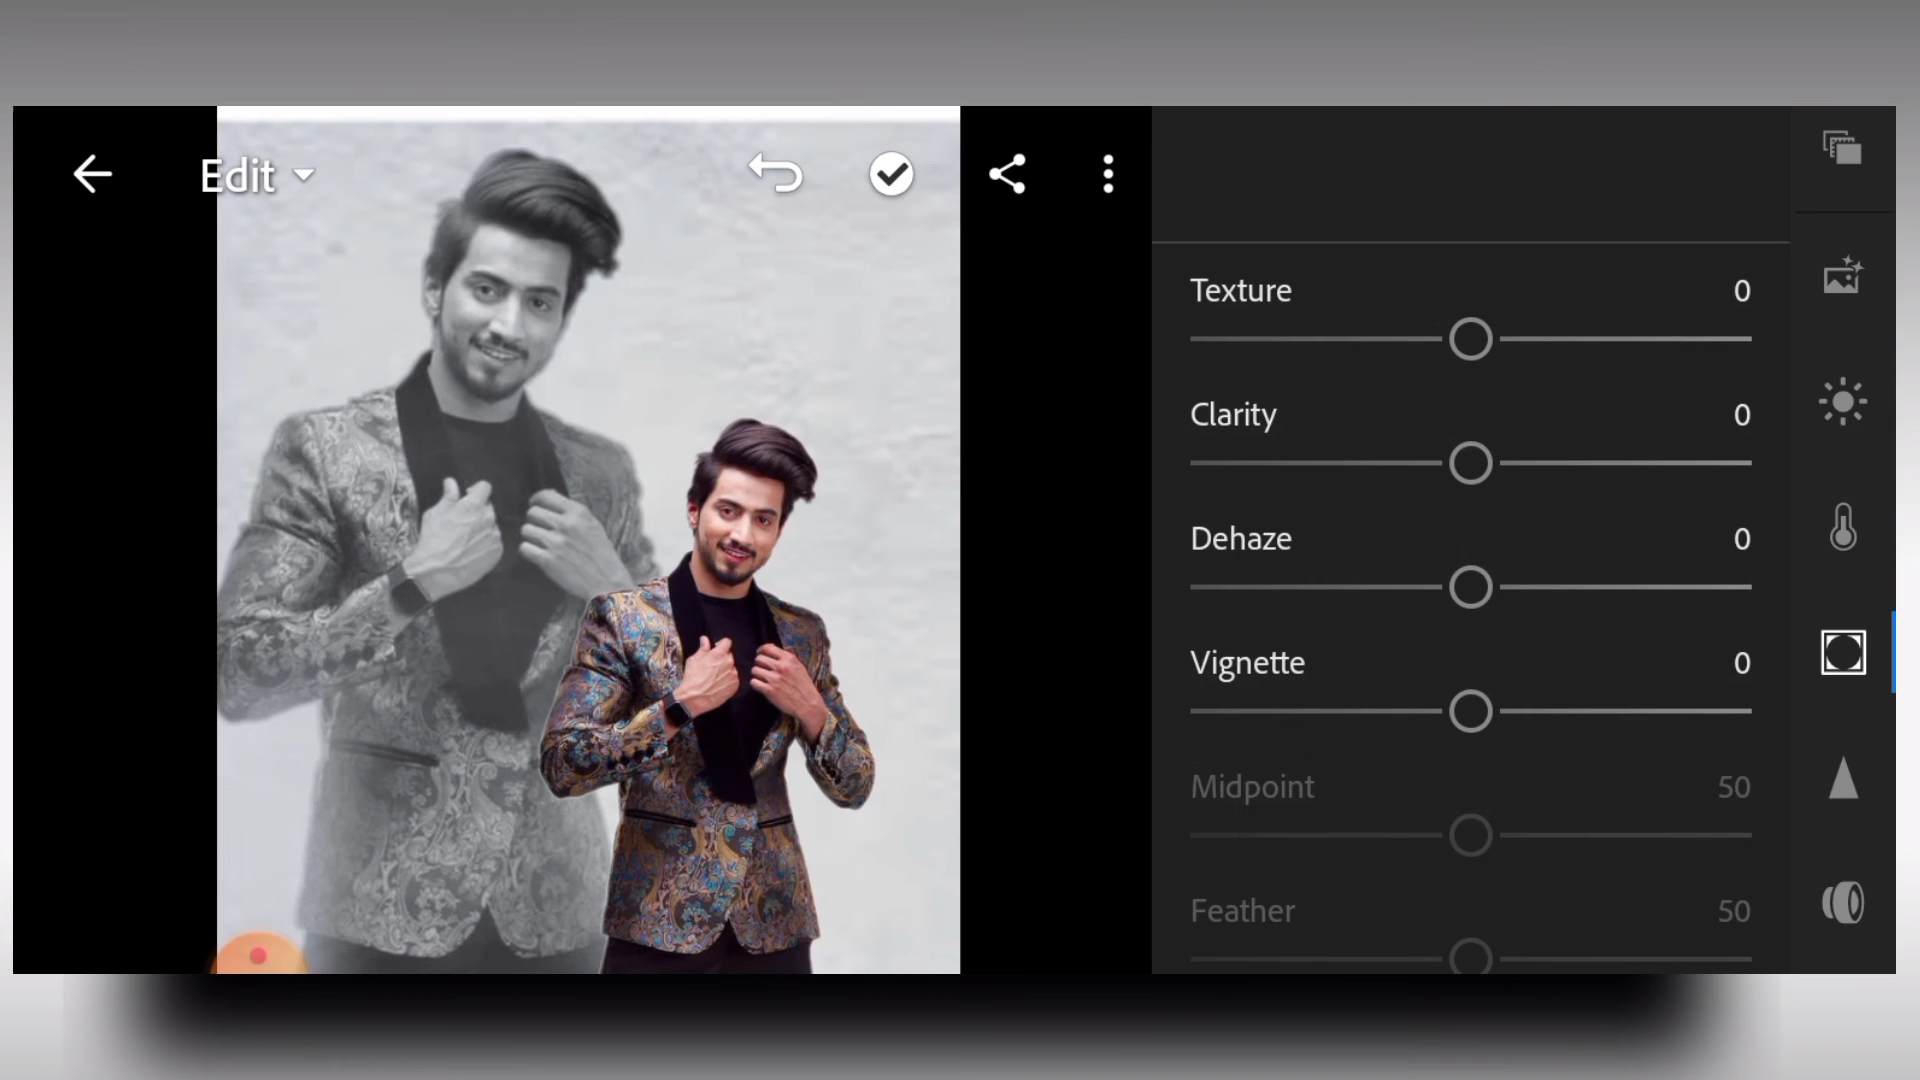 Edit
Texture 0
Clarity 0
Dehaze 0
Vignette 0
Midpoint 50
Feather 50